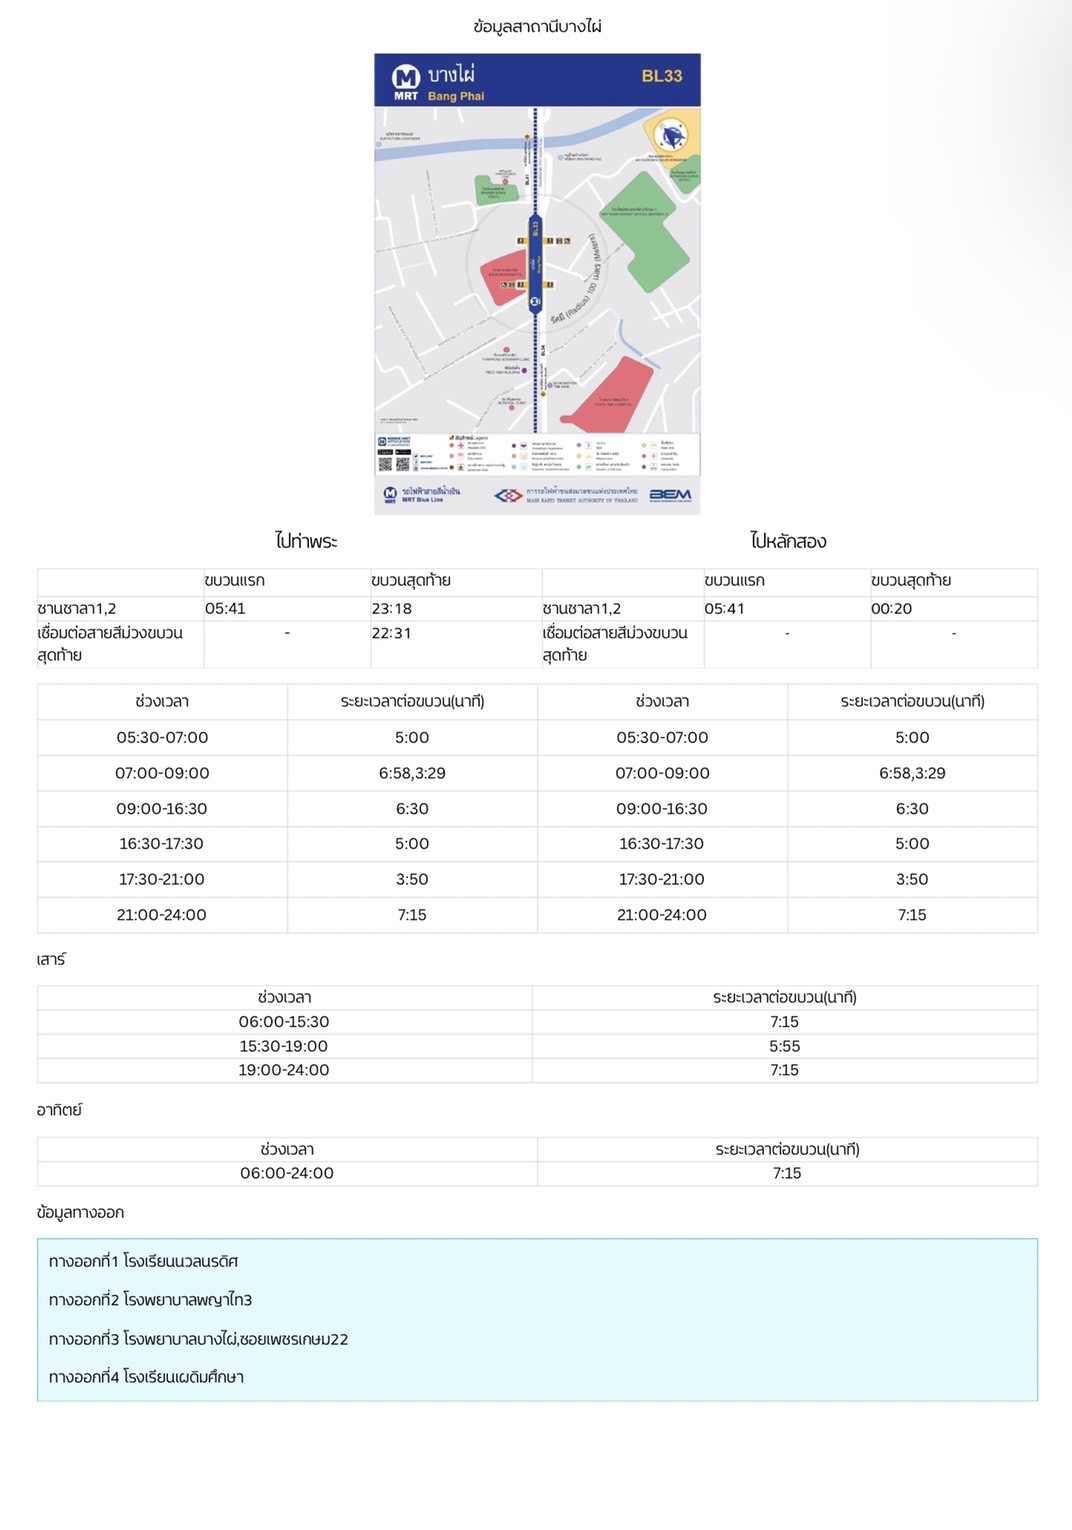 ข้อมูลสาถานีบางไผ่
MRT
บางไผ่
Bang Phai
BL33
BL33
รัศมี (Radius) 100 เมตร (Meters)
สัญลักษณ์ Legend
MRT
รถไฟฟ้าสายสีน้ำเงิน
MRT Blue Line
การรถไฟฟ้าขนส่งมวลชนแห่งประเทศไทย
MASS RAPID TRANSIT AUTHORITY OF THAILAND
BEM
ไปท่าพระ
ไปหลักสอง
ขบวนแรก ขบวนสุดท้าย ขบวนแรก ขบวนสุดท้าย
ชานชาลา1,2 05:41 23:18 ชานชาลา1,2 05:41 00:20
เชื่อมต่อสายสีม่วงขบวน - 22:31 เชื่อมต่อสายสีม่วงขบวน - -
สุดท้าย สุดท้าย
ช่วงเวลา ระยะเวลาต่อขบวน(นาที) ช่วงเวลา ระยะเวลาต่อขบวน(นาที)
05:30-07:00 5:00 05:30-07:00 5:00
07:00-09:00 6:58,3:29 07:00-09:00 6:58,3:29
09:00-16:30 6:30 09:00-16:30 6:30
16:30-17:30 5:00 16:30-17:30 5:00
17:30-21:00 3:50 17:30-21:00 3:50
21:00-24:00 7:15 21:00-24:00 7:15
เสาร์
ช่วงเวลา ระยะเวลาต่อขบวน(นาที)
06:00-15:30 7:15
15:30-19:00 5:55
19:00-24:00 7:15
อาทิตย์
ช่วงเวลา ระยะเวลาต่อขบวน(นาที)
06:00-24:00 7:15
ข้อมูลทางออก
ทางออกที่1 โรงเรียนนวลนรดิศ
ทางออกที่2 โรงพยาบาลพญาไท3
ทางออกที่3 โรงพยาบาลบางไผ่,ซอยเพชรเกษม22
ทางออกที่4 โรงเรียนเผดิมศึกษา